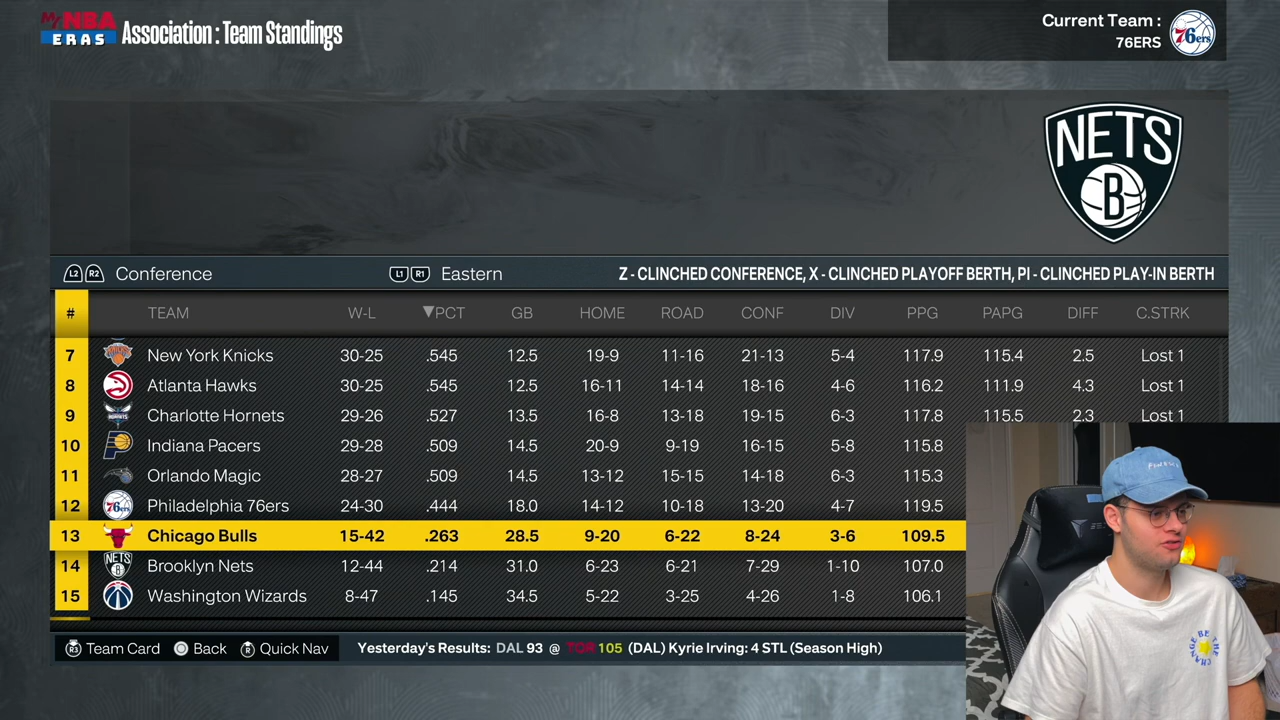 MyNBA
ERAS
Association : Team Standings
Current Team :
76ERS
76ers
NETS
B
L2 R2 Conference L1 R1 Eastern Z - CLINCHED CONFERENCE, X - CLINCHED PLAYOFF BERTH, PI - CLINCHED PLAY-IN BERTH
# TEAM W-L ▼PCT GB HOME ROAD CONF DIV PPG PAPG DIFF C.STRK
7 New York Knicks 30-25 .545 12.5 19-9 11-16 21-13 5-4 117.9 115.4 2.5 Lost 1
8 Atlanta Hawks 30-25 .545 12.5 16-11 14-14 18-16 4-6 116.2 111.9 4.3 Lost 1
9 Charlotte Hornets 29-26 .527 13.5 16-8 13-18 19-15 6-3 117.8 115.5 2.3 Lost 1
10 Indiana Pacers 29-28 .509 14.5 20-9 9-19 16-15 5-8 115.8
11 Orlando Magic 28-27 .509 14.5 13-12 15-15 14-18 6-3 115.3
12 Philadelphia 76ers 24-30 .444 18.0 14-12 10-18 13-20 4-7 119.5
13 Chicago Bulls 15-42 .263 28.5 9-20 6-22 8-24 3-6 109.5
14 Brooklyn Nets 12-44 .214 31.0 6-23 6-21 7-29 1-10 107.0
15 Washington Wizards 8-47 .145 34.5 5-22 3-25 4-26 1-8 106.1
R3 Team Card Back R Quick Nav Yesterday's Results: DAL 93 @ TOR 105 (DAL) Kyrie Irving: 4 STL (Season High)
BE THE CHANGE